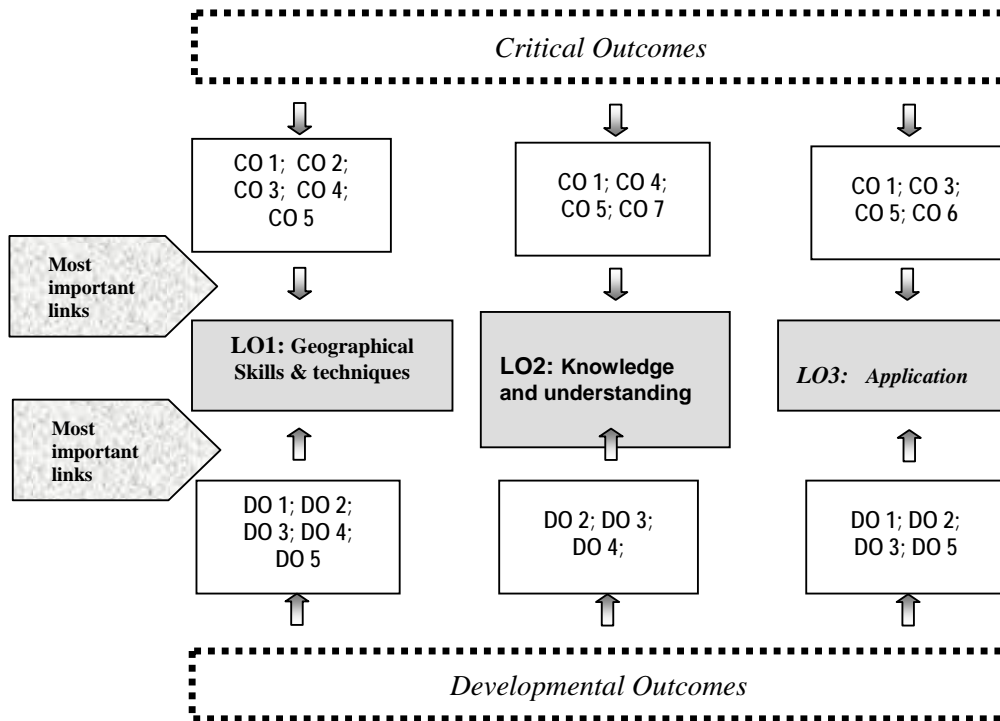 Critical Outcomes
CO 1; CO 2;
CO 3; CO 4;
CO 5
CO 1; CO 4;
CO 5; CO 7
CO 1; CO 3;
CO 5; CO 6
Most
important
links
LO1: Geographical
Skills & techniques
LO2: Knowledge
and understanding
LO3: Application
Most
important
links
DO 1; DO 2;
DO 3; DO 4;
DO 5
DO 2; DO 3;
DO 4;
DO 1; DO 2;
DO 3; DO 5
Developmental Outcomes